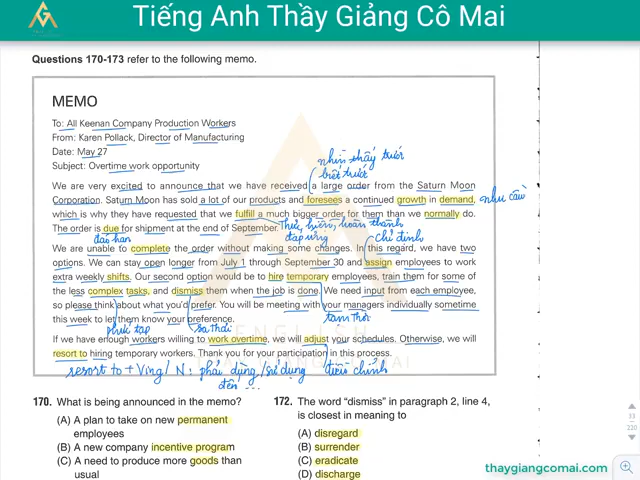 Tiếng Anh Thầy Giảng Cô Mai
Questions 170-173 refer to the following memo.
MEMO
To: All Keenan Company Production Workers
From: Karen Pollack, Director of Manufacturing
Date: May 27
Subject: Overtime work opportunity
nhìn thấy trước
biết trước
We are very excited to announce that we have received a large order from the Saturn Moon
Corporation. Saturn Moon has sold a lot of our products and foresees a continued growth in demand, nhu cầu
which is why they have requested that we fulfill a much bigger order for them than we normally do.
The order is due for shipment at the end of September. Thực hiện, hoàn thành
đáo hạn đáp ứng chỉ định
We are unable to complete the order without making some changes. In this regard, we have two
options. We can stay open longer from July 1 through September 30 and assign employees to work
extra weekly shifts. Our second option would be to hire temporary employees, train them for some of
the less complex tasks, and dismiss them when the job is done. We need input from each employee,
so please think about what you'd prefer. You will be meeting with your managers individually sometime
this week to let them know your preference. tạm thời
phức tạp sa thải
If we have enough workers willing to work overtime, we will adjust your schedules. Otherwise, we will
resort to hiring temporary workers. Thank you for your participation in this process.
resort to + Ving / N : phải dùng / sử dụng điều chỉnh
đến ...
170. What is being announced in the memo?
(A) A plan to take on new permanent
employees
(B) A new company incentive program
(C) A need to produce more goods than
usual
172. The word "dismiss" in paragraph 2, line 4,
is closest in meaning to
(A) disregard
(B) surrender
(C) eradicate
(D) discharge
33
220
thaygiangcomai.com